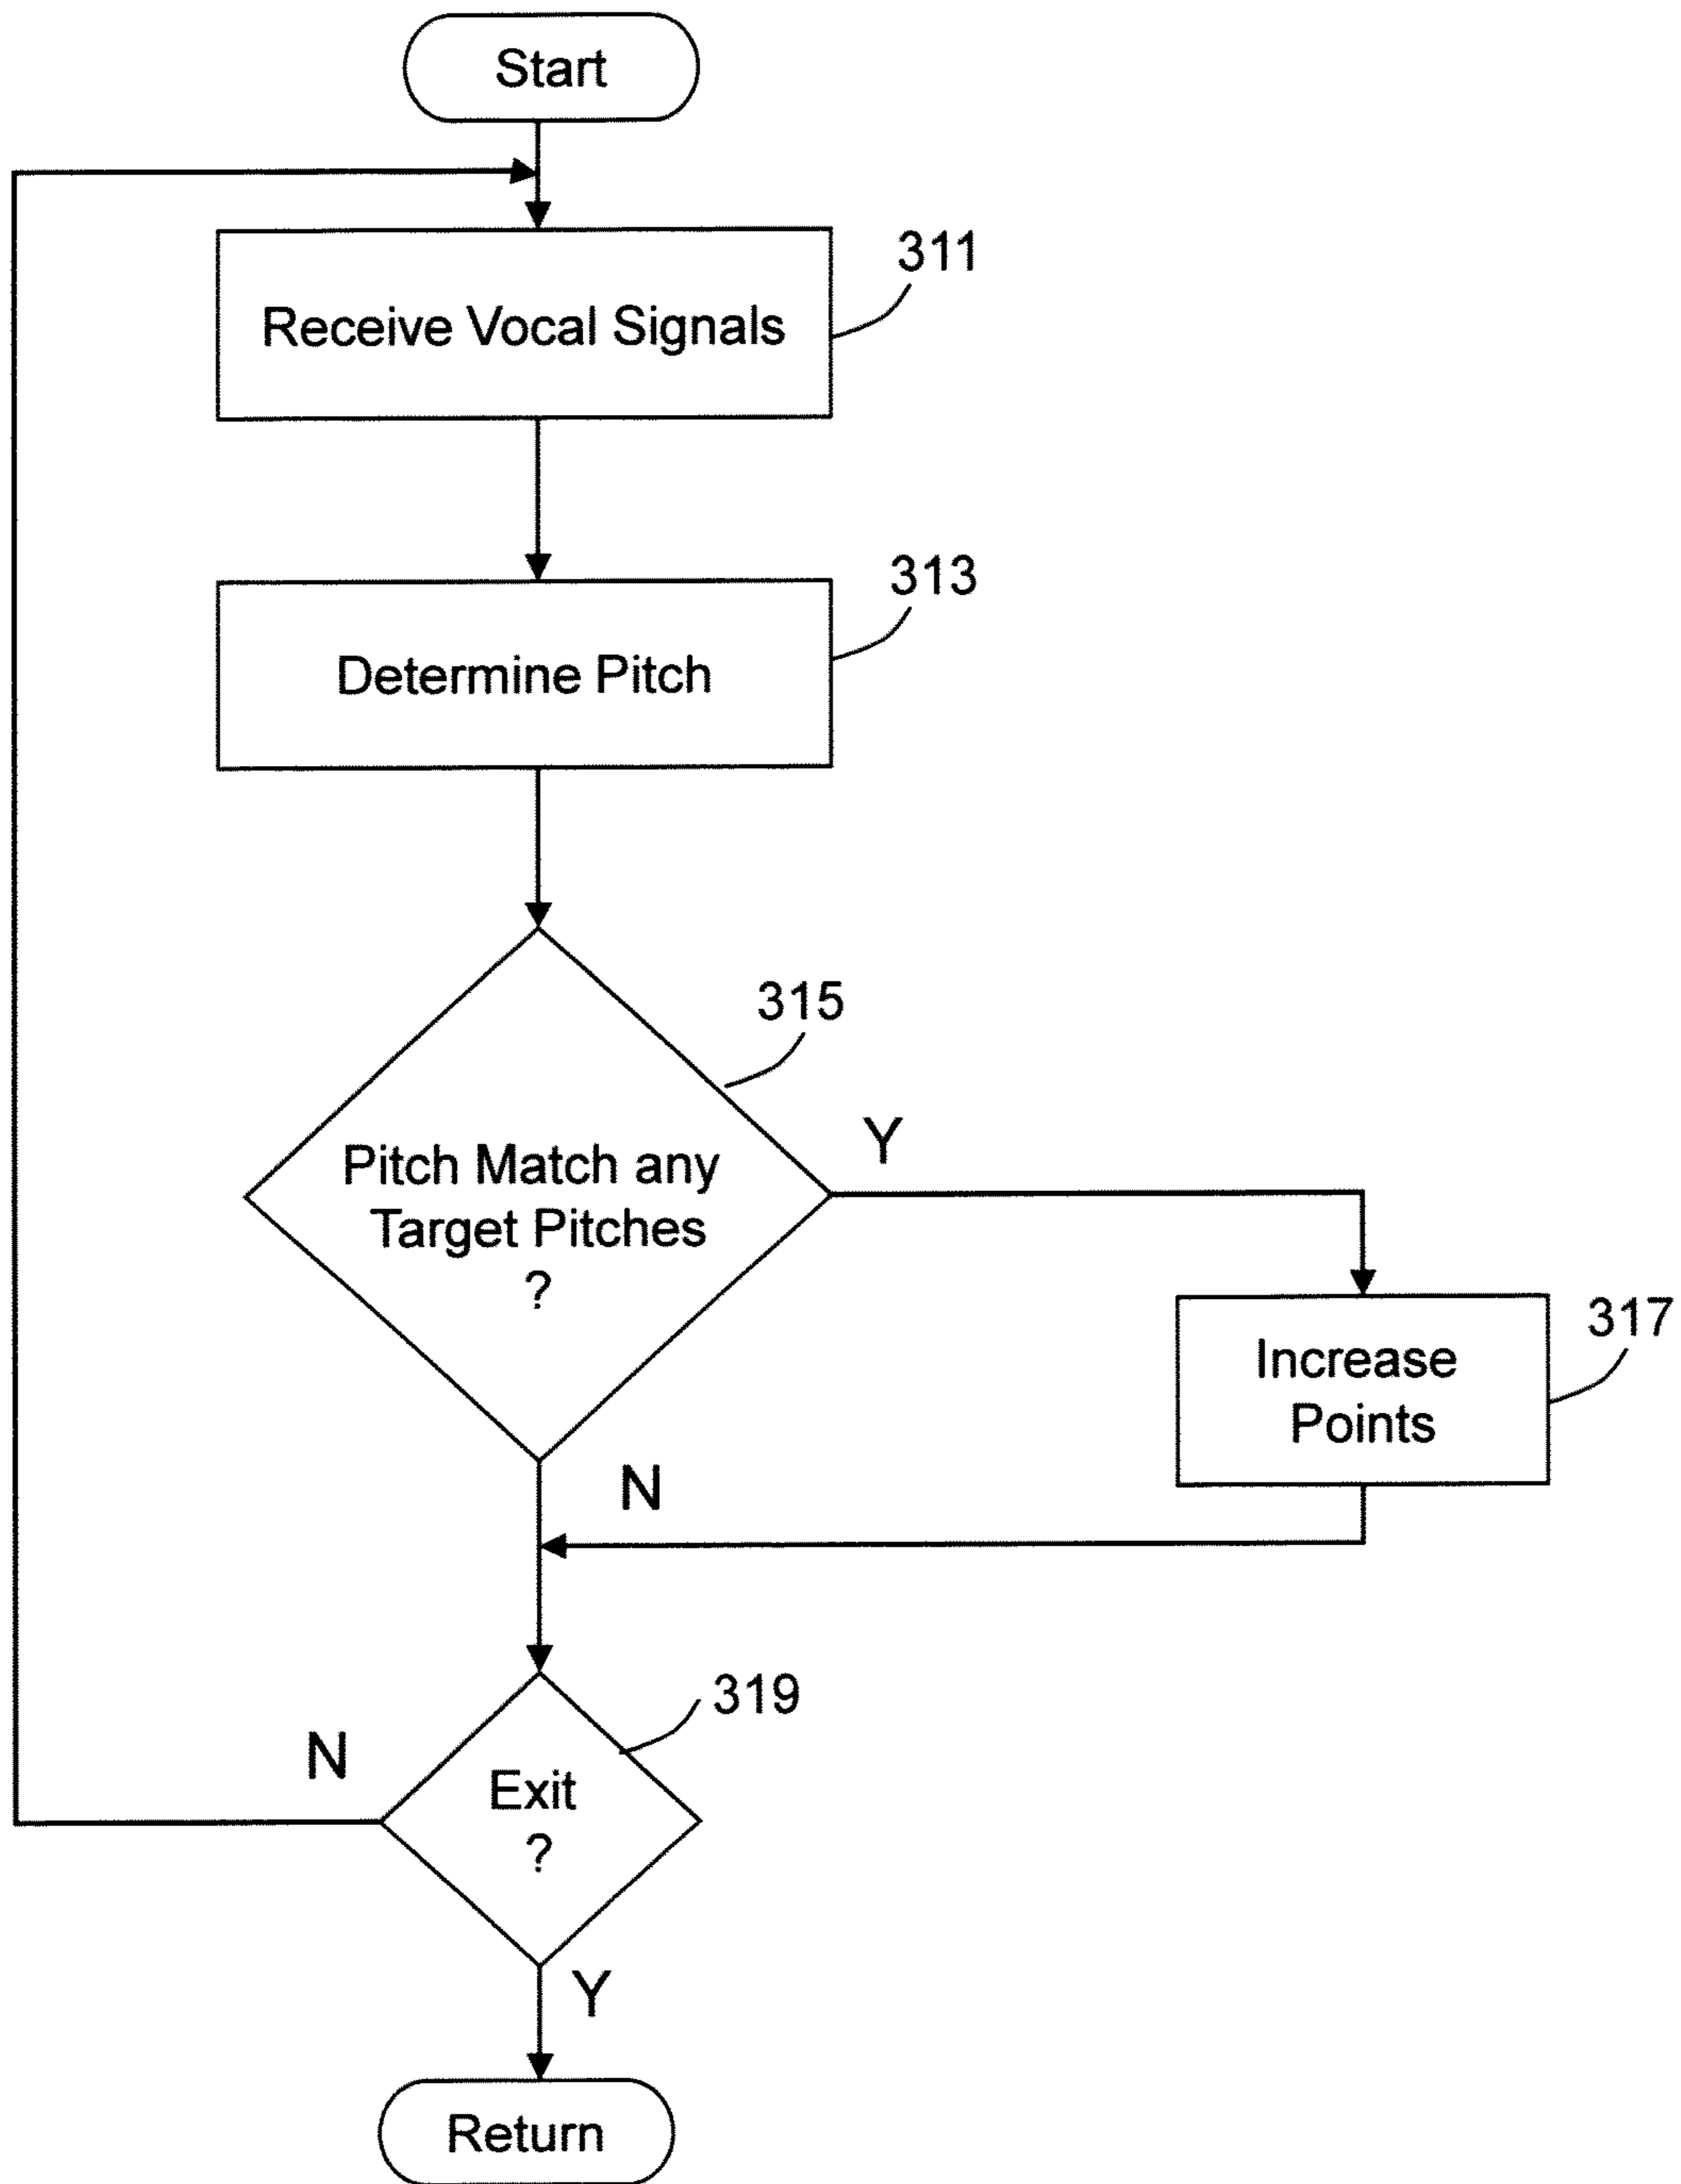 Start
311
Receive Vocal Signals
313
Determine Pitch
315
Pitch Match any
Target Pitches
?
Y
317
Increase
Points
N
319
N
Exit
?
Y
Return